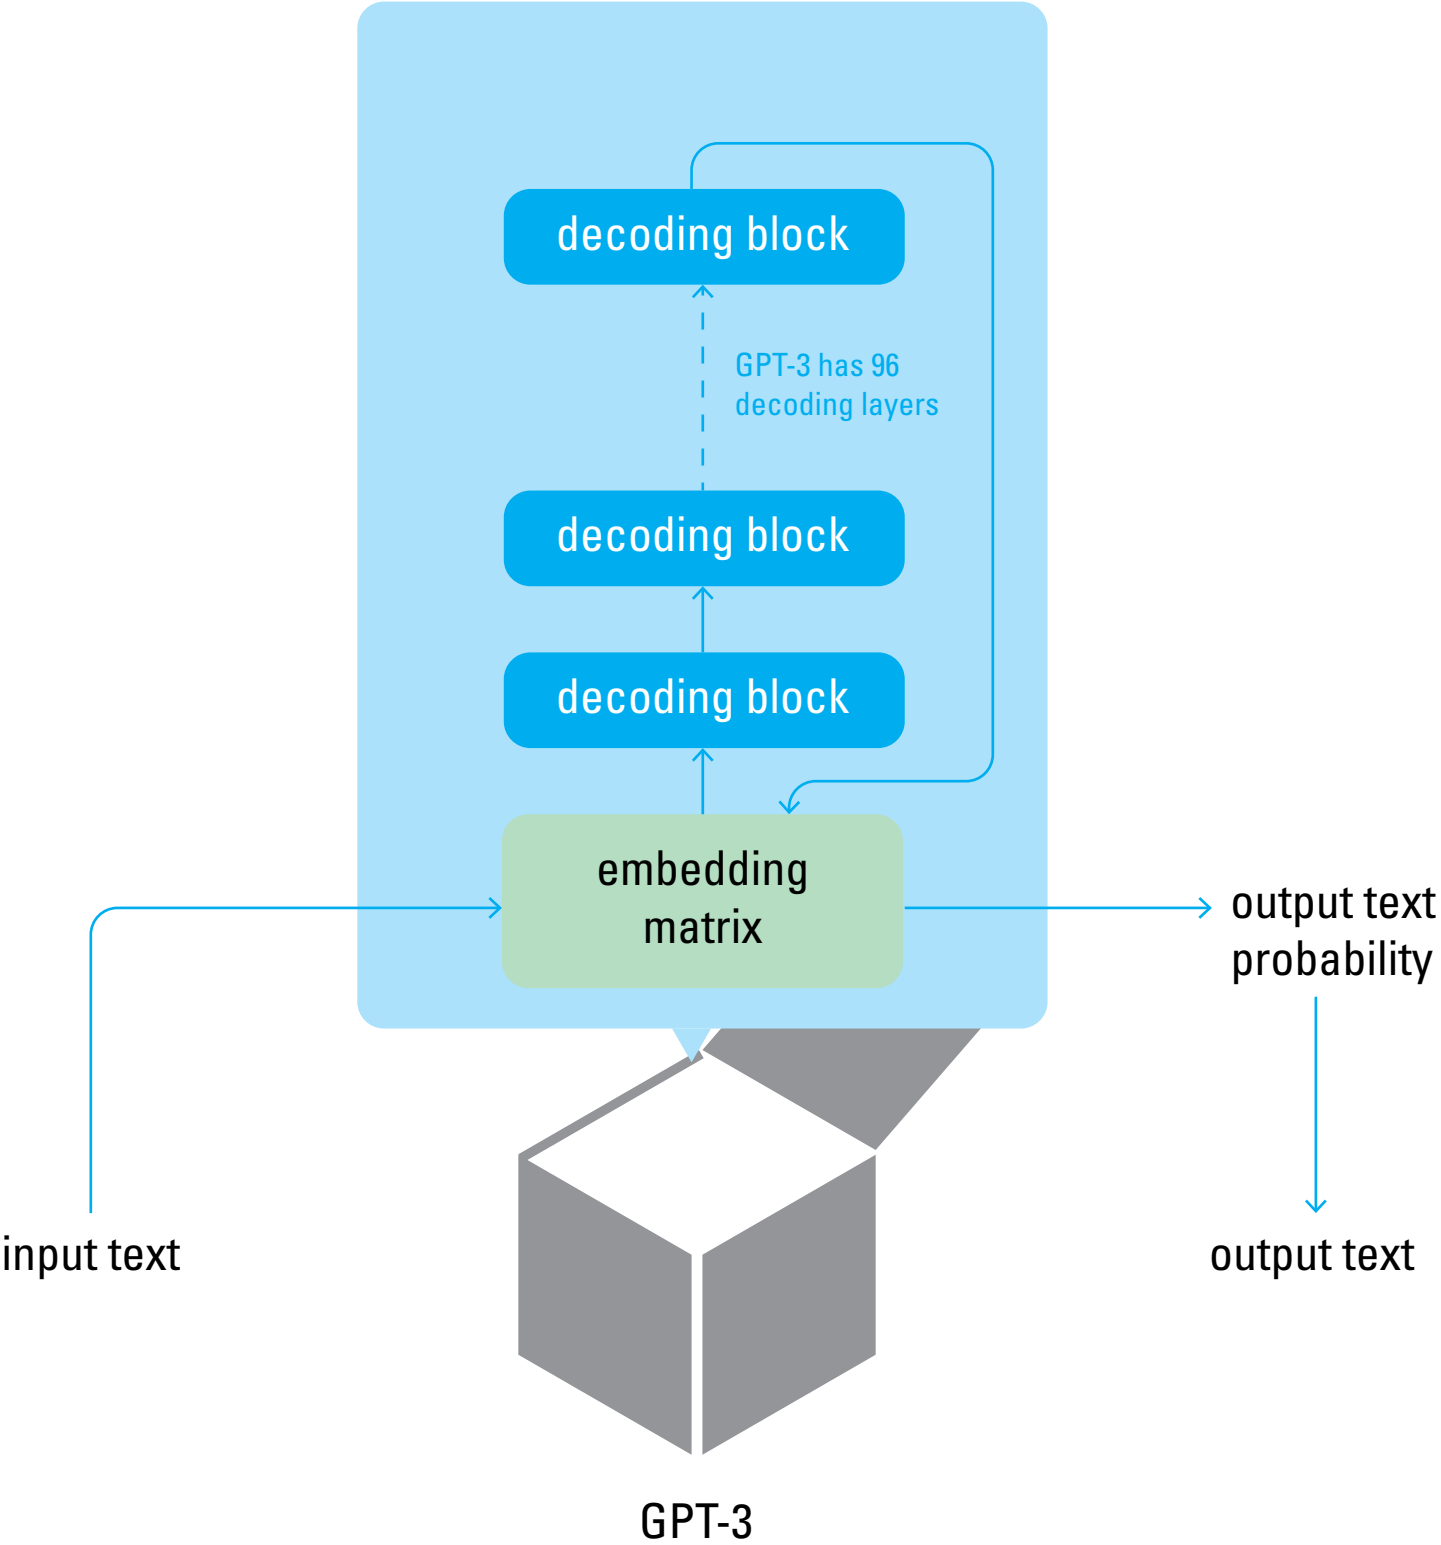 decoding block
GPT-3 has 96
decoding layers
decoding block
decoding block
embedding
matrix
output text
probability
input text
output text
GPT-3